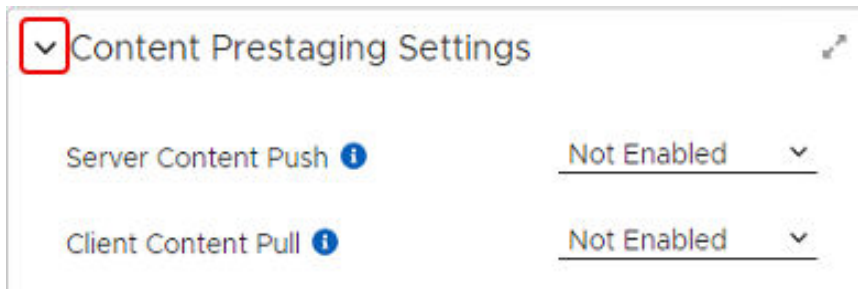 Content Prestaging Settings
Server Content Push Not Enabled
Client Content Pull Not Enabled